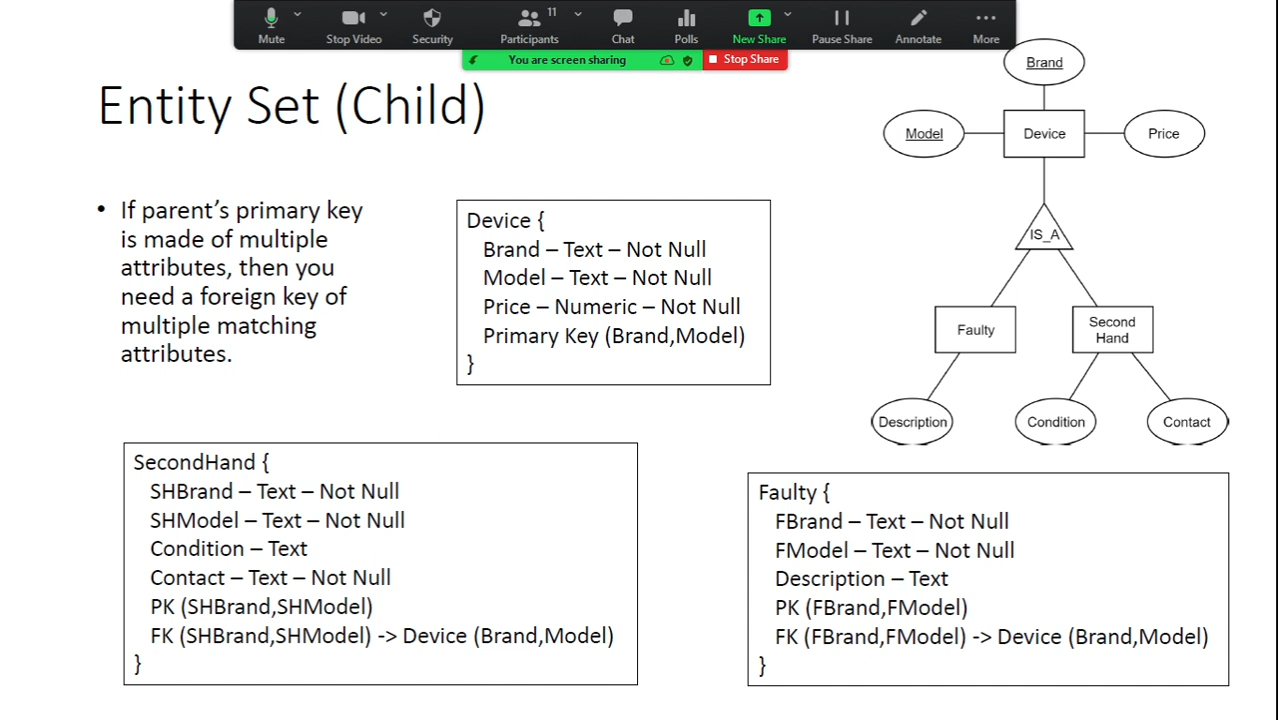 Mute
Stop Video
Security
Participants
11
Chat
Polls
New Share
Pause Share
Annotate
More
You are screen sharing
Stop Share
Entity Set (Child)
• If parent’s primary key
is made of multiple
attributes, then you
need a foreign key of
multiple matching
attributes.
Device {
Brand – Text – Not Null
Model – Text – Not Null
Price – Numeric – Not Null
Primary Key (Brand,Model)
}
Brand
Model
Device
Price
IS_A
Faulty
Second
Hand
Description
Condition
Contact
SecondHand {
SHBrand – Text – Not Null
SHModel – Text – Not Null
Condition – Text
Contact – Text – Not Null
PK (SHBrand,SHModel)
FK (SHBrand,SHModel) -> Device (Brand,Model)
}
Faulty {
FBrand – Text – Not Null
FModel – Text – Not Null
Description – Text
PK (FBrand,FModel)
FK (FBrand,FModel) -> Device (Brand,Model)
}